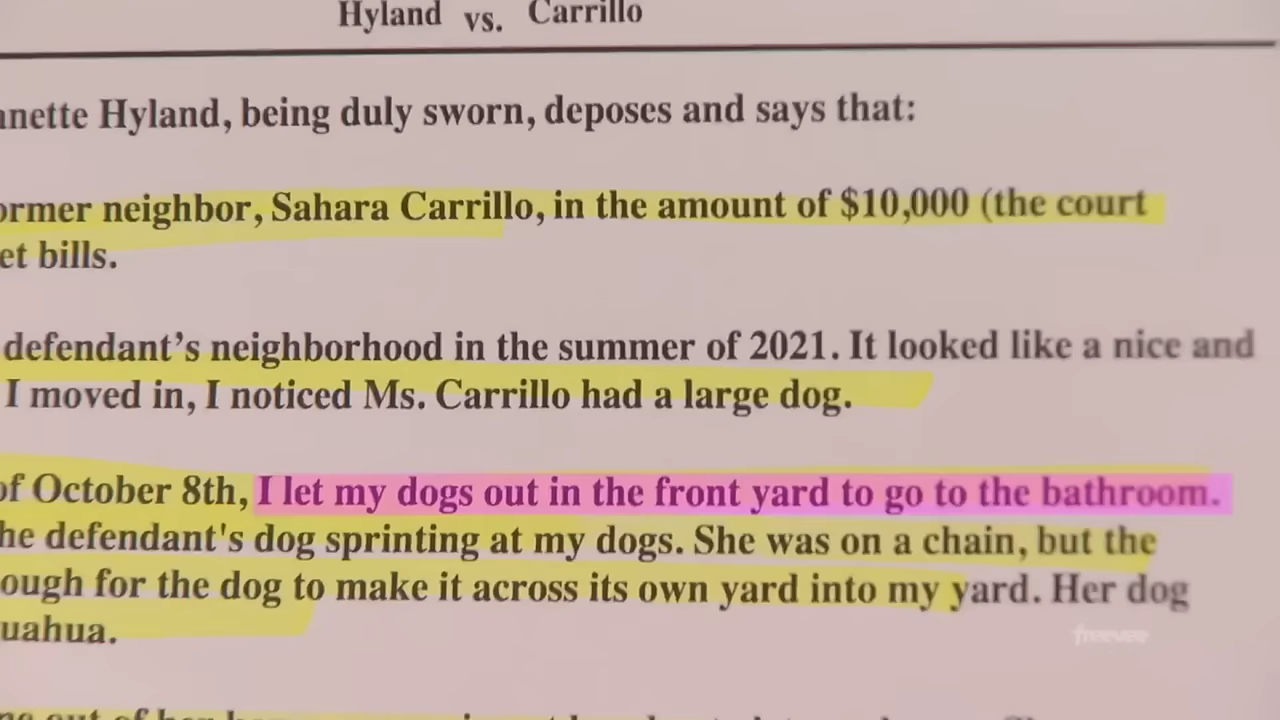 Hyland vs. Carrillo
nette Hyland, being duly sworn, deposes and says that:
ormer neighbor, Sahara Carrillo, in the amount of $10,000 (the court
et bills.
defendant’s neighborhood in the summer of 2021. It looked like a nice and
I moved in, I noticed Ms. Carrillo had a large dog.
of October 8th, I let my dogs out in the front yard to go to the bathroom.
he defendant's dog sprinting at my dogs. She was on a chain, but the
ough for the dog to make it across its own yard into my yard. Her dog
uahua.
freevee